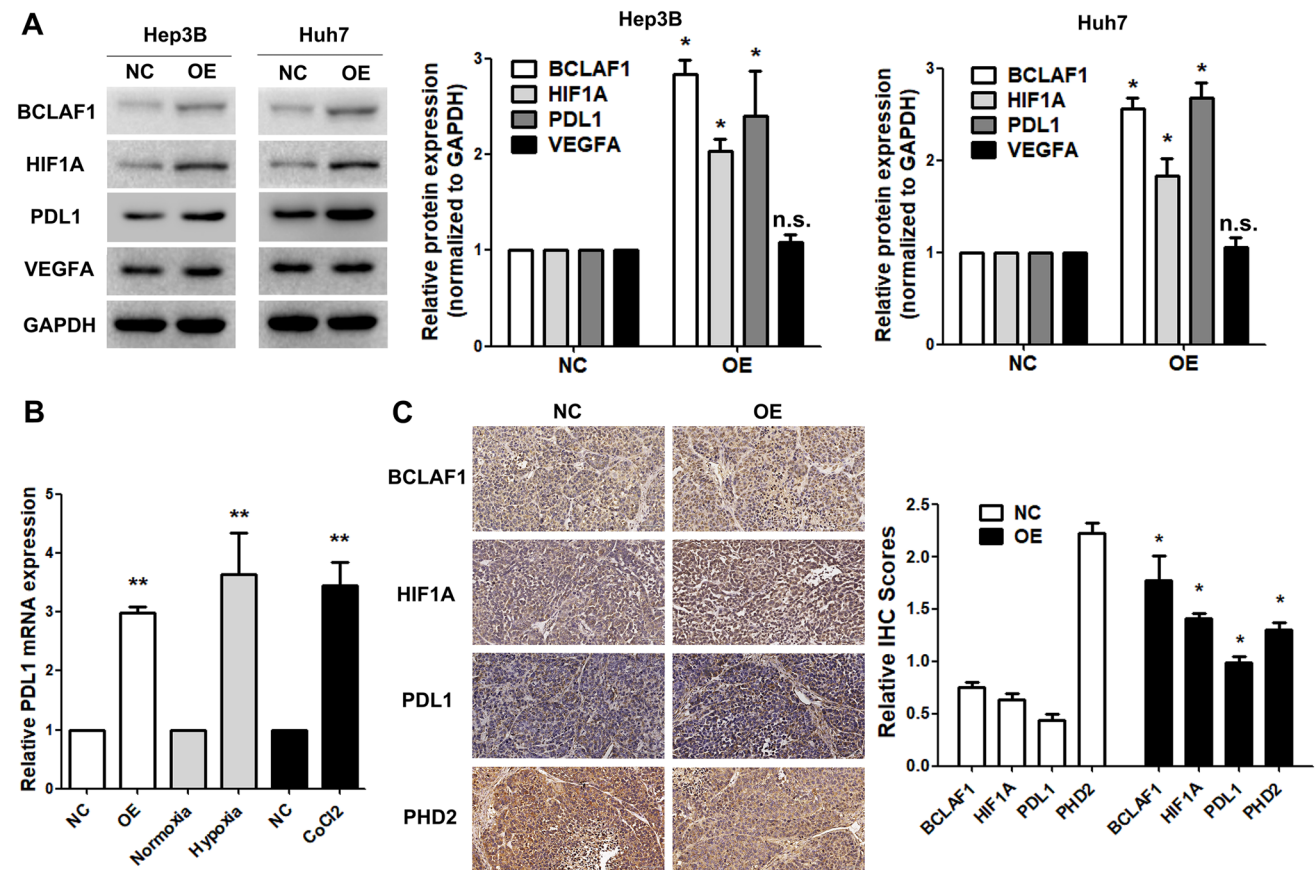 A
Hep3B
Huh7
NC OE NC OE
BCLAF1
HIF1A
PDL1
VEGFA
GAPDH
Hep3B
Relative protein expression
(normalized to GAPDH)
3
2
1
0
BCLAF1
HIF1A
PDL1
VEGFA
* * * n.s.
NC OE
Huh7
Relative protein expression
(normalized to GAPDH)
3
2
1
0
BCLAF1
HIF1A
PDL1
VEGFA
* * * n.s.
NC OE
B
Relative PDL1 mRNA expression
5
4
3
2
1
0
** ** **
NC OE Normoxia Hypoxia NC CoCl2
C
NC OE
BCLAF1
HIF1A
PDL1
PHD2
Relative IHC Scores
2.5
2.0
1.5
1.0
0.5
0.0
NC
OE
* * * *
BCLAF1 HIF1A PDL1 PHD2 BCLAF1 HIF1A PDL1 PHD2